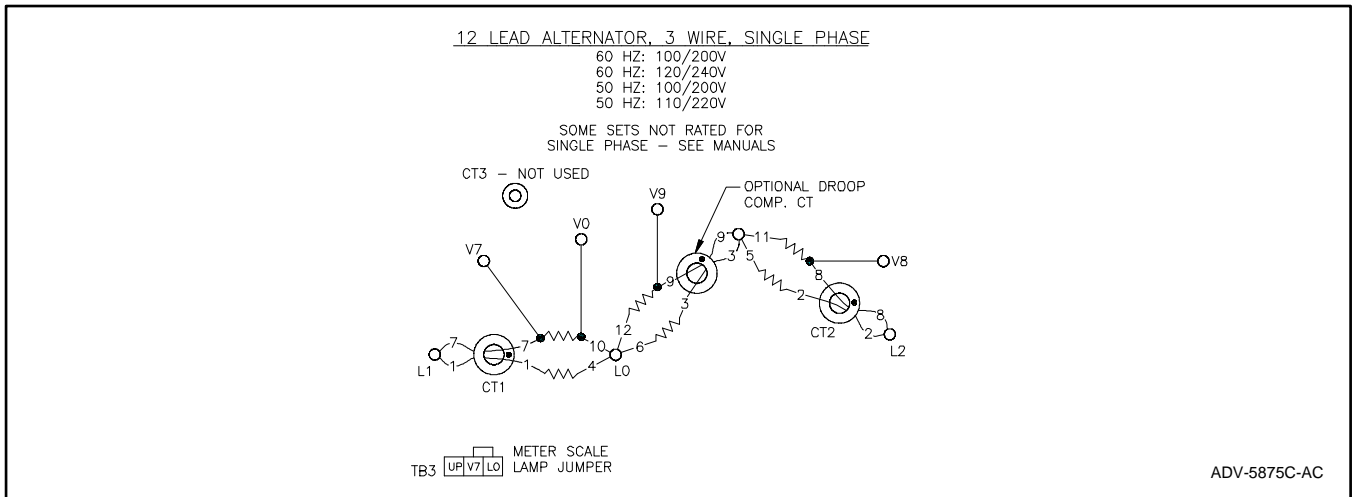 12 LEAD ALTERNATOR, 3 WIRE, SINGLE PHASE
60 HZ: 100/200V
60 HZ: 120/240V
50 HZ: 100/200V
50 HZ: 110/220V
SOME SETS NOT RATED FOR
SINGLE PHASE – SEE MANUALS
CT3 – NOT USED
OPTIONAL DROOP
COMP. CT
V9
V0
V7
V8
9
3
11
5
8
2
9
3
12
6
CT2
8
2
L2
7
1
L1
CT1
7
1
10
4
L0
TB3 UP V7 LO
METER SCALE
LAMP JUMPER
ADV-5875C-AC